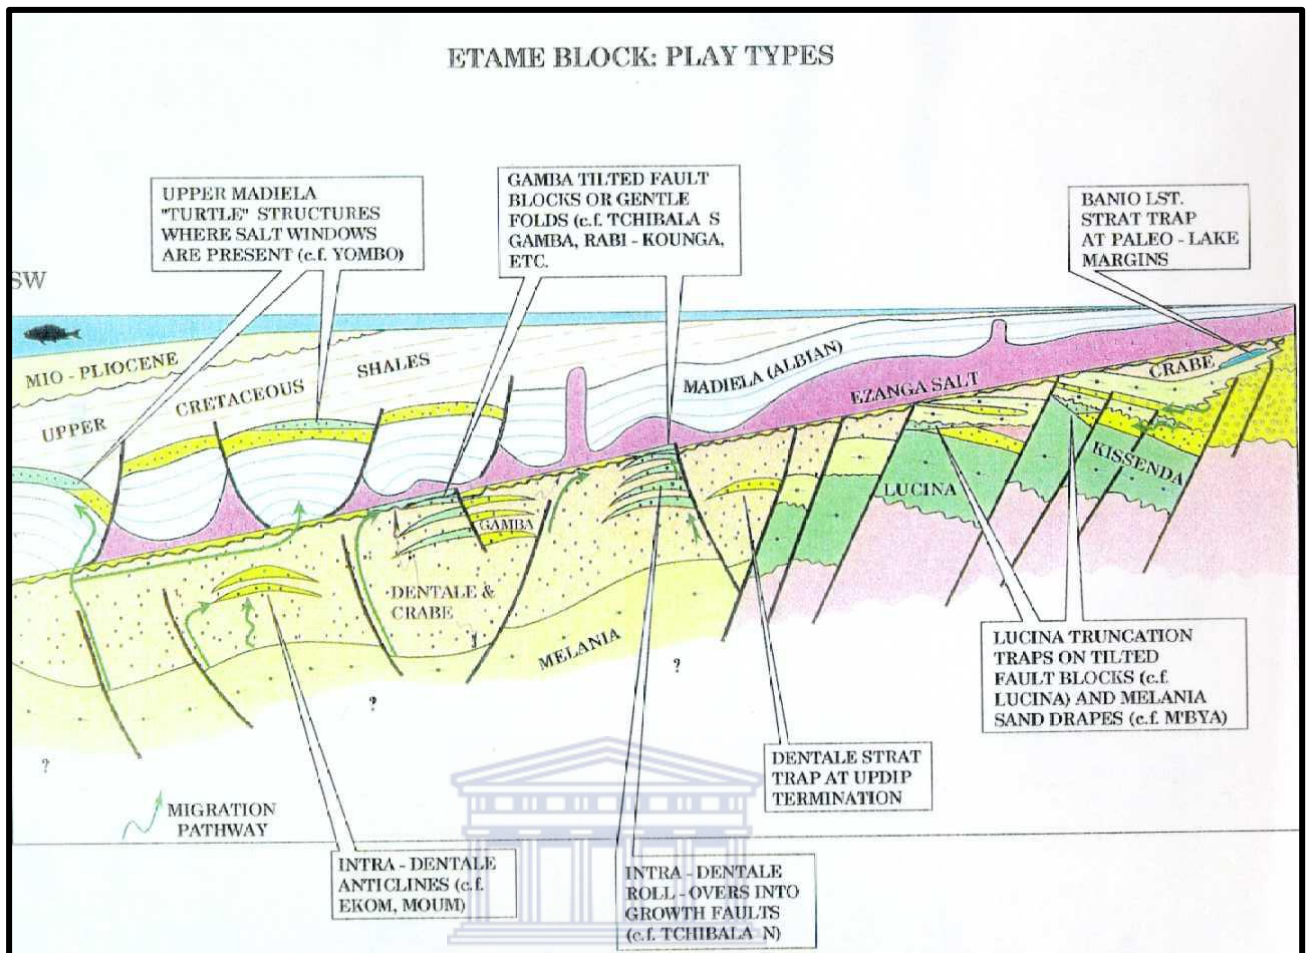 ETAME BLOCK: PLAY TYPES
UPPER MADIELA
"TURTLE" STRUCTURES
WHERE SALT WINDOWS
ARE PRESENT (c.f. YOMBO)
GAMBA TILTED FAULT
BLOCKS OR GENTLE
FOLDS (c.f. TCHIBALA S
GAMBA, RABI - KOUNGA,
ETC.
BANIO LST.
STRAT TRAP
AT PALEO - LAKE
MARGINS
SW
MIO - PLIOCENE
UPPER CRETACEOUS SHALES
MADIELA (ALBIAN)
EZANGA SALT
CRABE
KISSENDA
LUCINA
GAMBA
DENTALE &
CRABE
MELANIA
?
?
?
LUCINA TRUNCATION
TRAPS ON TILTED
FAULT BLOCKS (c.f.
LUCINA) AND MELANIA
SAND DRAPES (c.f. M'BYA)
DENTALE STRAT
TRAP AT UPDIP
TERMINATION
MIGRATION
PATHWAY
INTRA - DENTALE
ANTICLINES (c.f.
EKOM, MOUM)
INTRA - DENTALE
ROLL - OVERS INTO
GROWTH FAULTS
(c.f. TCHIBALA N)